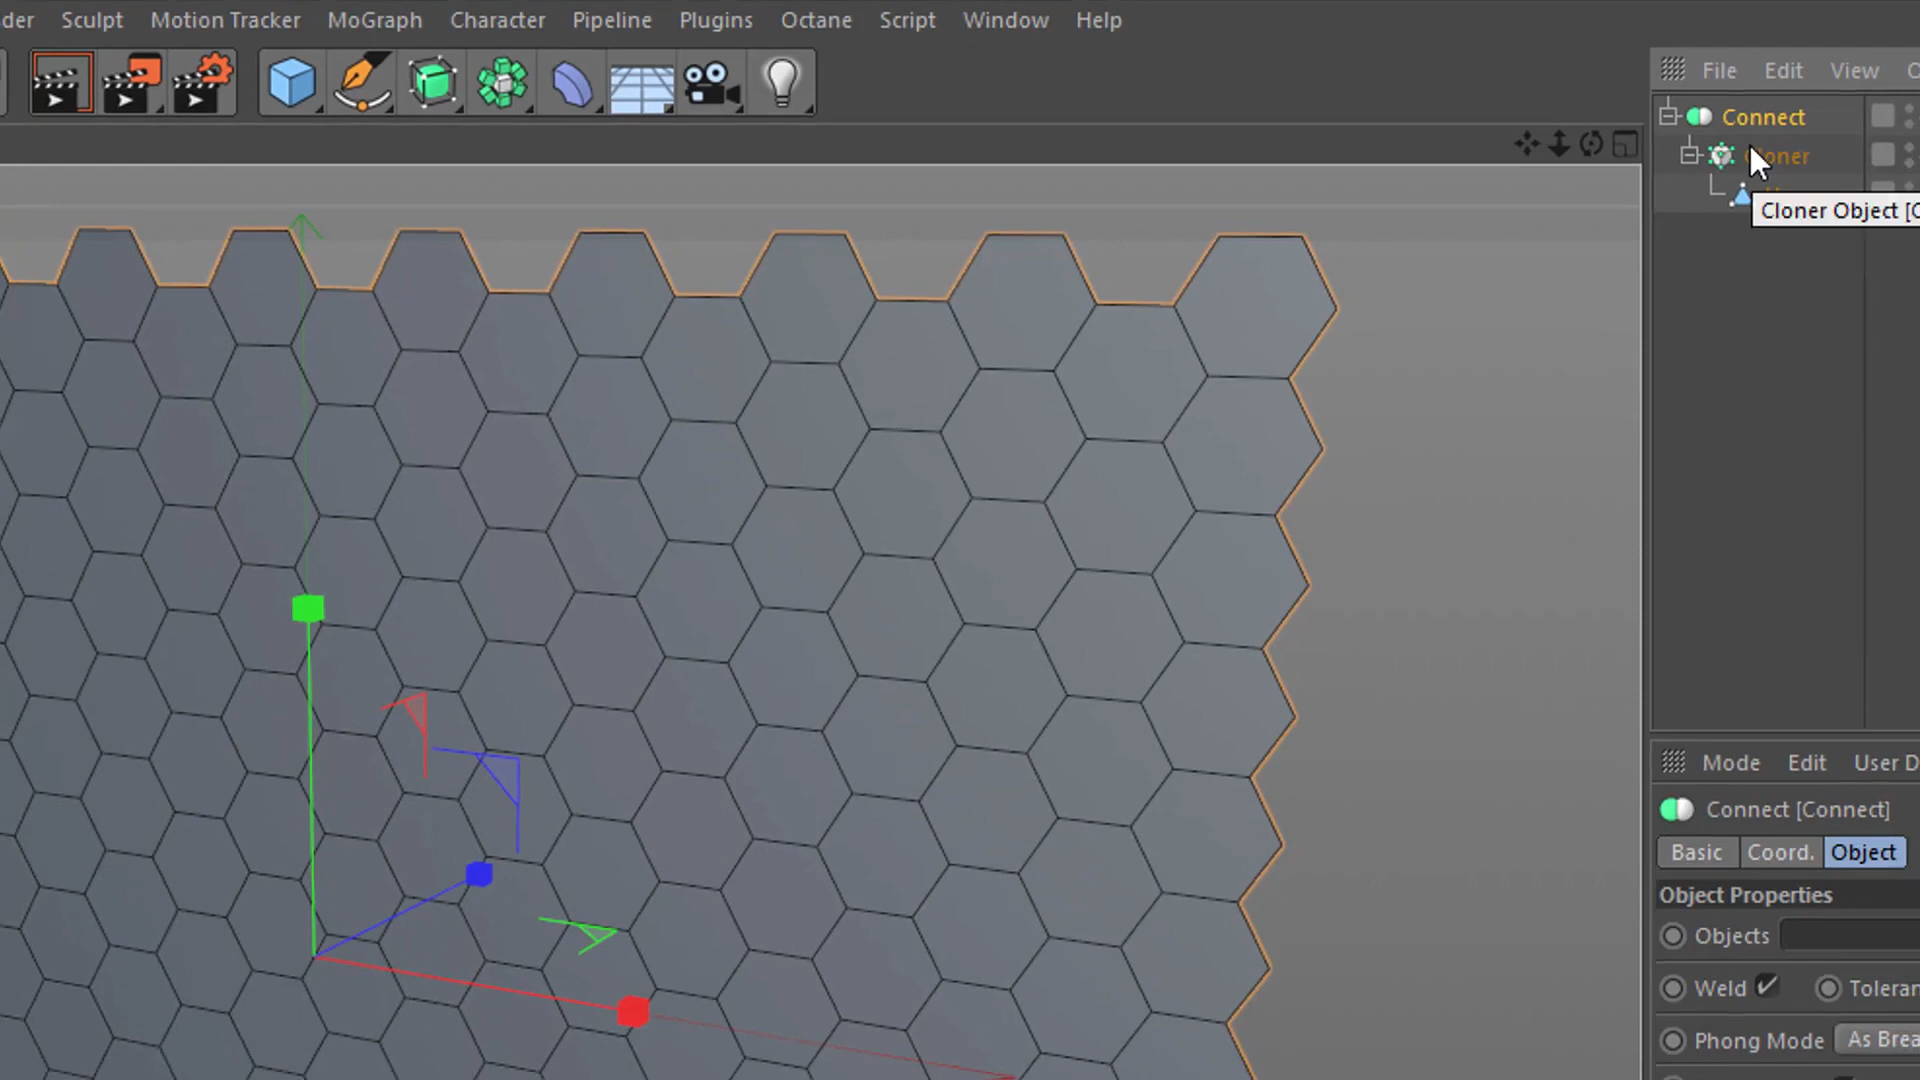 der Sculpt Motion Tracker MoGraph Character Pipeline Plugins Octane Script Window Help
File Edit View
Connect
Cloner
Cloner Object [C
Mode Edit User D
Connect [Connect]
Basic Coord. Object
Object Properties
Objects
Weld Toleran
Phong Mode As Brea